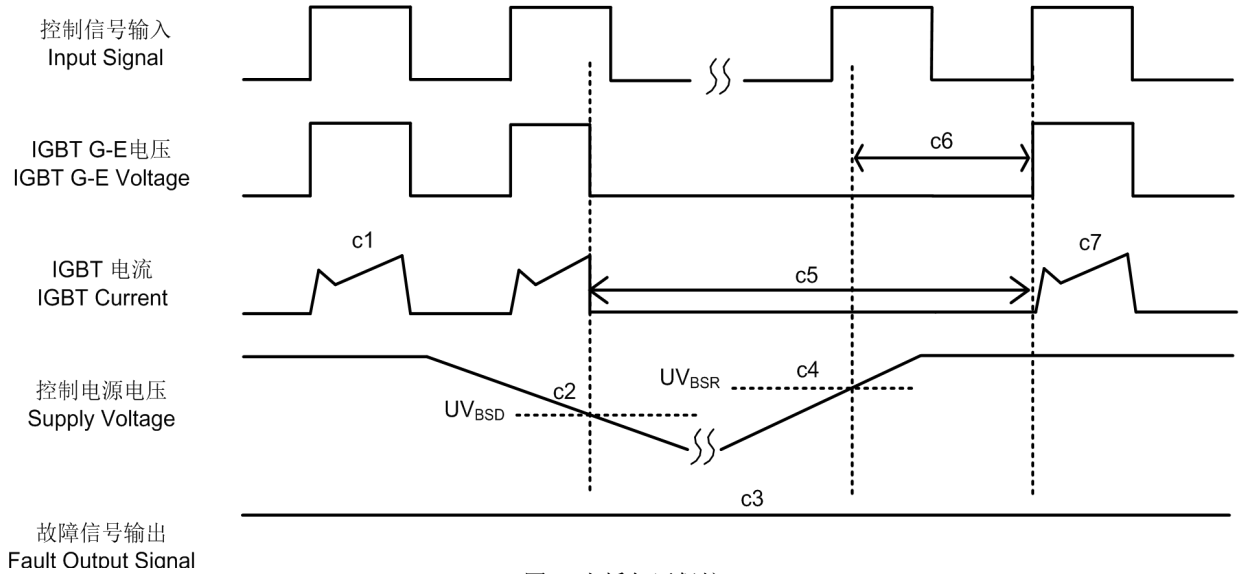 控制信号输入
Input Signal
IGBT G-E电压
IGBT G-E Voltage
c6
IGBT 电流
IGBT Current
c1
c5
c7
控制电源电压
Supply Voltage
c2
UVBSD
UVBSR
c4
c3
故障信号输出
Fault Output Signal